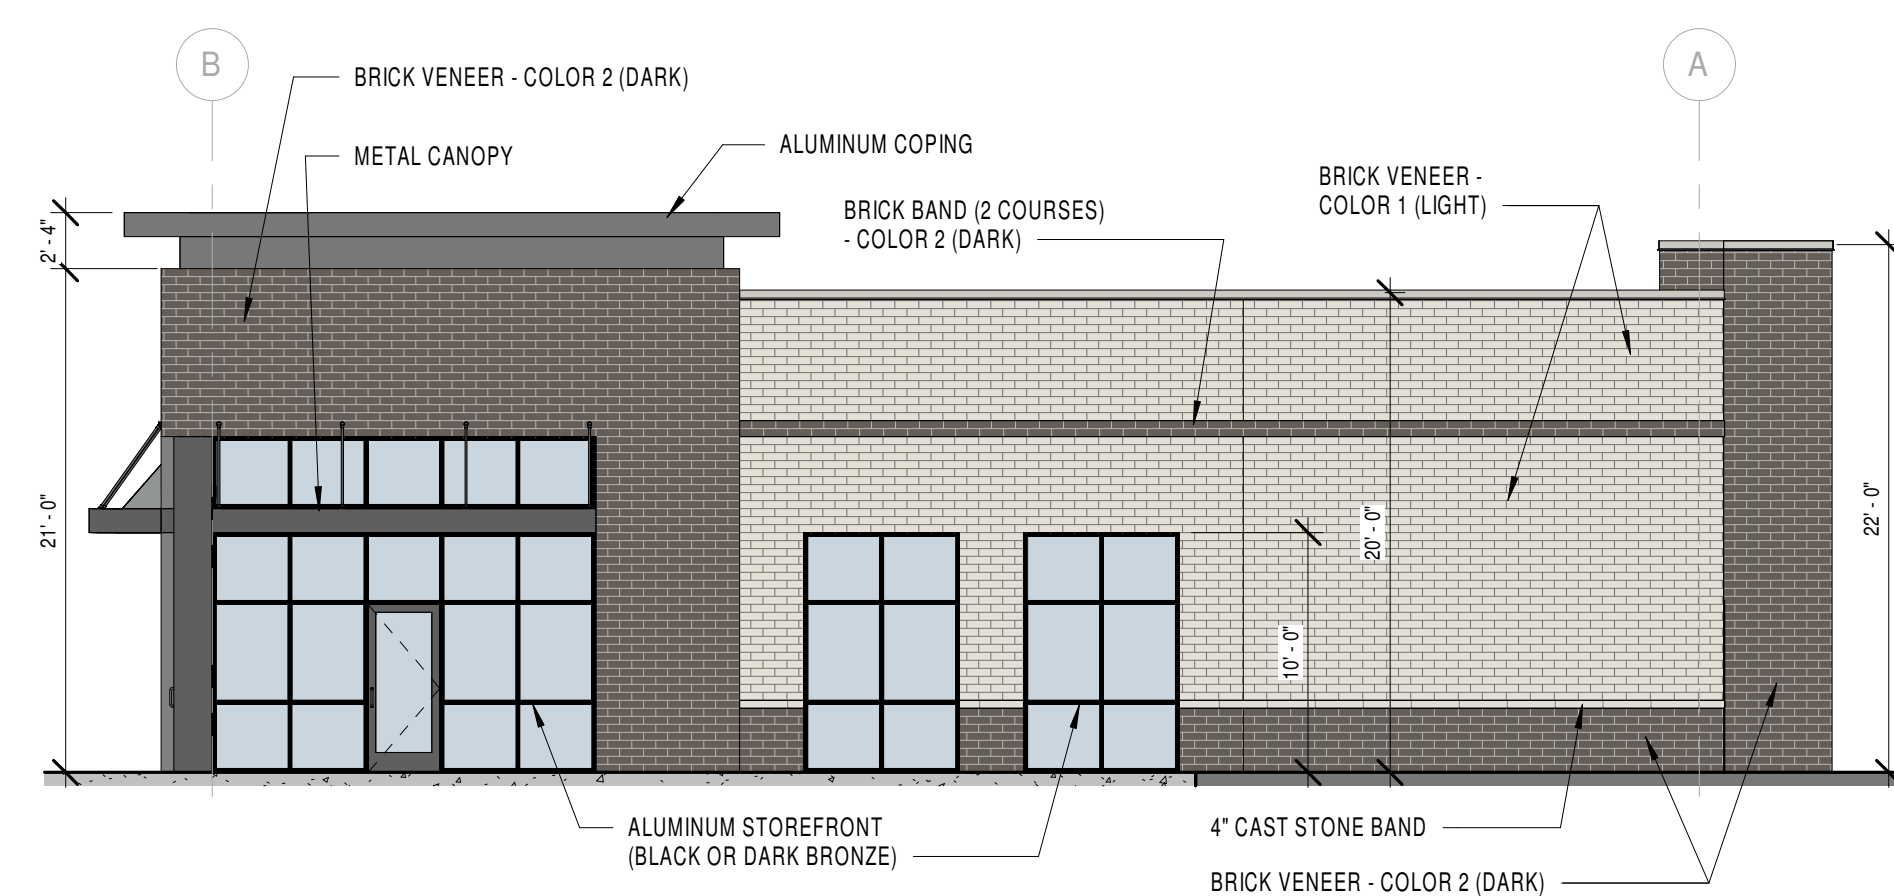 B
A
BRICK VENEER - COLOR 2 (DARK)
METAL CANOPY
ALUMINUM COPING
BRICK VENEER -
COLOR 1 (LIGHT)
BRICK BAND (2 COURSES)
- COLOR 2 (DARK)
2' - 4"
21' - 0"
20' - 0"
22' - 0"
10' - 0"
ALUMINUM STOREFRONT
(BLACK OR DARK BRONZE)
4" CAST STONE BAND
BRICK VENEER - COLOR 2 (DARK)